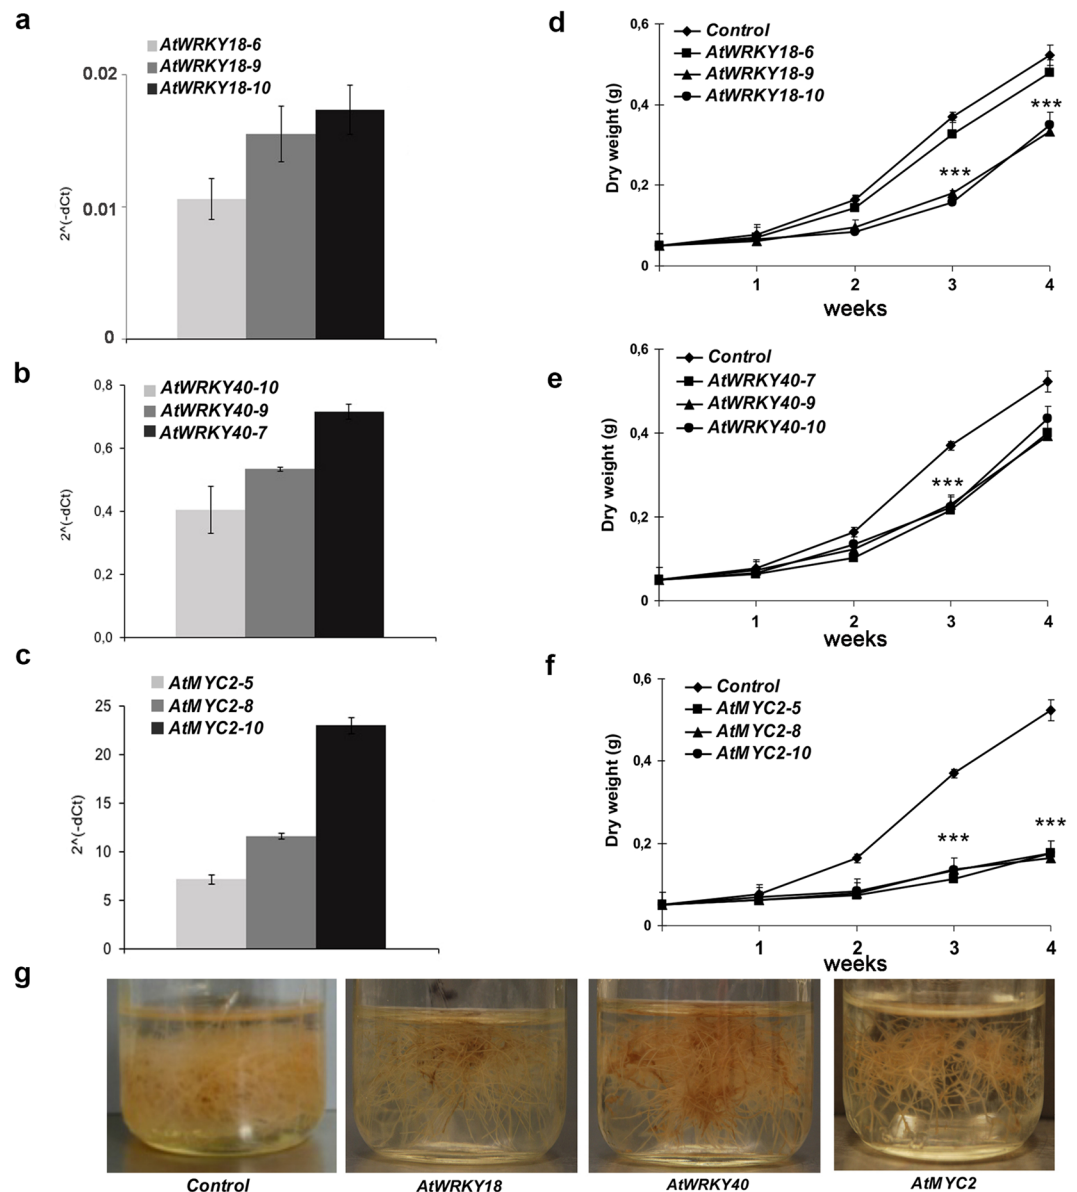 a
AtWRKY18-6
AtWRKY18-9
AtWRKY18-10
0.02
0.01
0
2^(-dCt)
d
Control
AtWRKY18-6
AtWRKY18-9
AtWRKY18-10
0,6
0,4
0,2
0
Dry weight (g)
***
***
1 2 3 4
weeks
b
AtWRKY40-10
AtWRKY40-9
AtWRKY40-7
0,8
0,6
0,4
0,2
0,0
2^(-dCt)
e
Control
AtWRKY40-7
AtWRKY40-9
AtWRKY40-10
0,6
0,4
0,2
0
Dry weight (g)
***
1 2 3 4
weeks
c
AtMYC2-5
AtMYC2-8
AtMYC2-10
25
20
15
10
5
0
2^(-dCt)
f
Control
AtMYC2-5
AtMYC2-8
AtMYC2-10
0,6
0,4
0,2
0
Dry weight (g)
***
***
1 2 3 4
weeks
g
Control AtWRKY18 AtWRKY40 AtMYC2